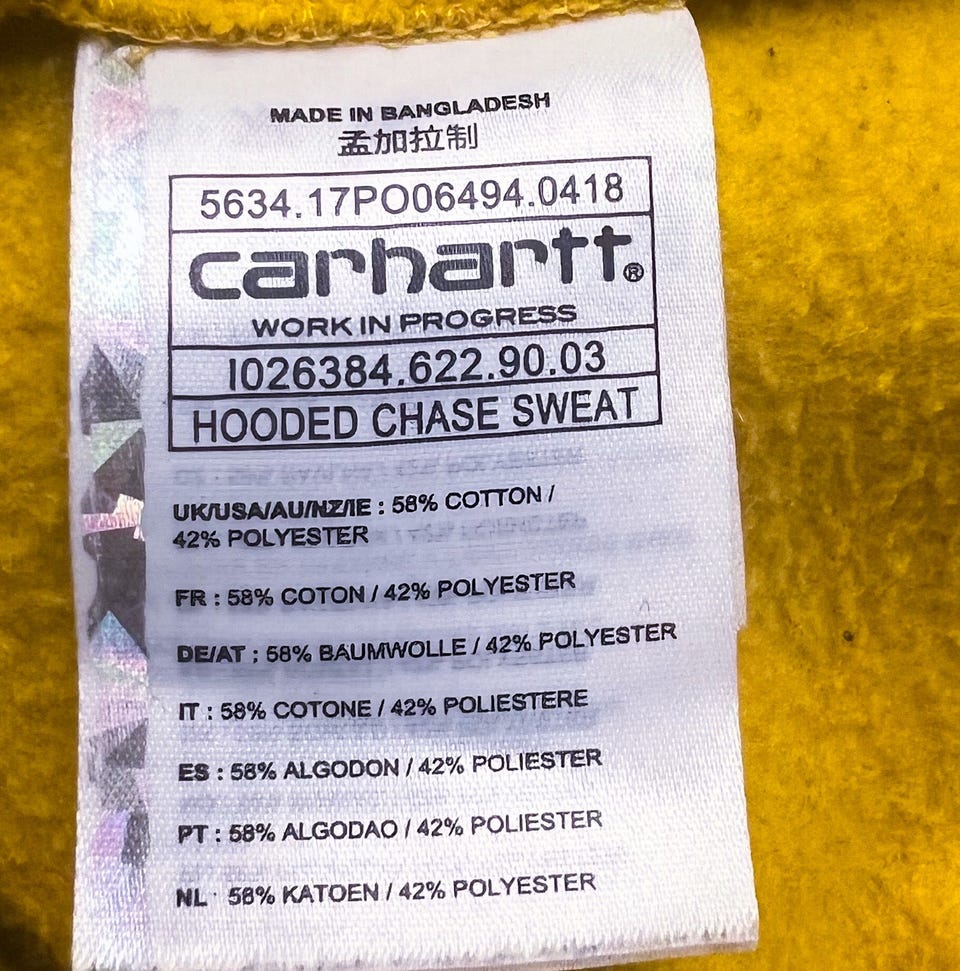 MADE IN BANGLADESH
孟加拉制
5634.17PO06494.0418
carhartt®
WORK IN PROGRESS
I026384.622.90.03
HOODED CHASE SWEAT
UK/USA/AU/NZ/IE : 58% COTTON /
42% POLYESTER
FR : 58% COTON / 42% POLYESTER
DE/AT : 58% BAUMWOLLE / 42% POLYESTER
IT : 58% COTONE / 42% POLIESTERE
ES : 58% ALGODON / 42% POLIESTER
PT : 58% ALGODAO / 42% POLIESTER
NL : 58% KATOEN / 42% POLYESTER